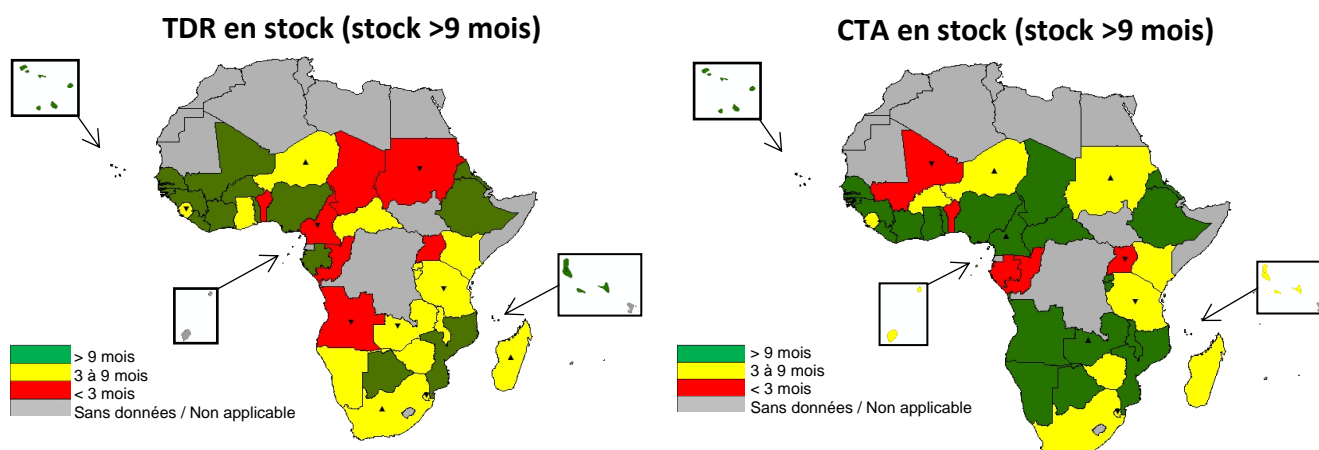 TDR en stock (stock >9 mois)
> 9 mois
3 à 9 mois
< 3 mois
Sans données / Non applicable
CTA en stock (stock >9 mois)
> 9 mois
3 à 9 mois
< 3 mois
Sans données / Non applicable